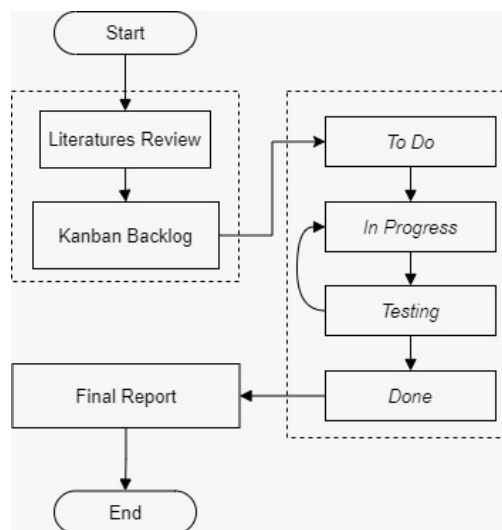 Start
Literatures Review
Kanban Backlog
To Do
In Progress
Testing
Done
Final Report
End